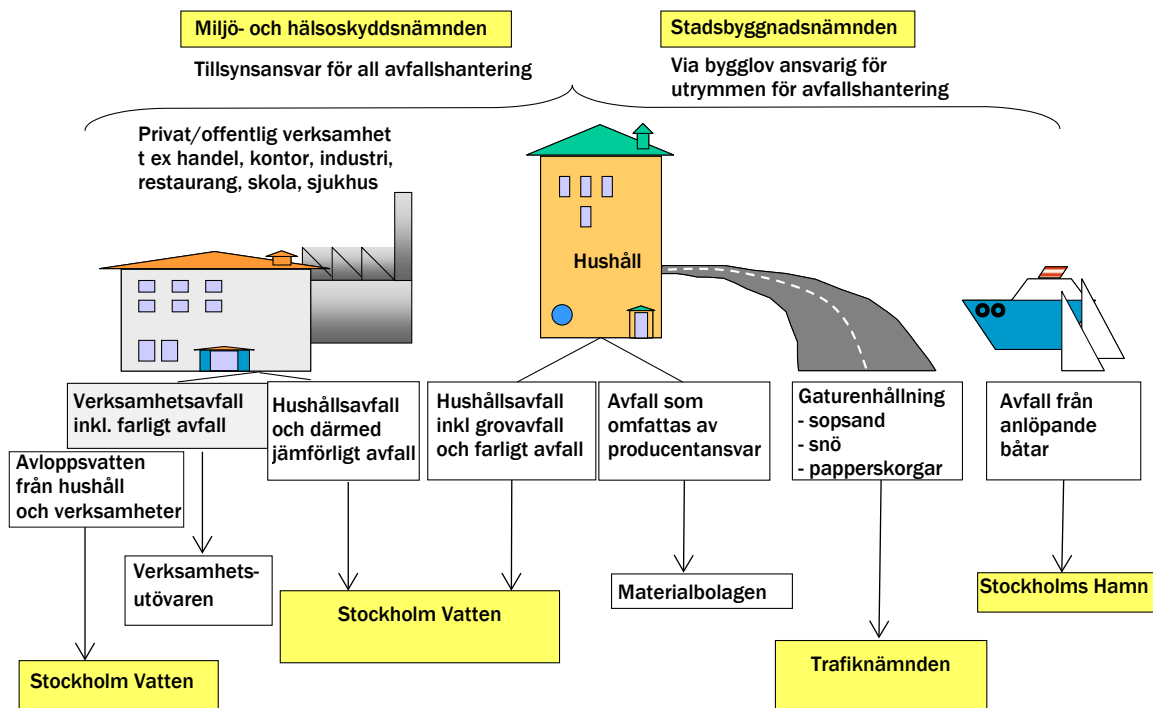 Miljö- och hälsoskyddsnämnden
Tillsynsansvar för all avfallshantering
Stadsbyggnadsnämnden
Via bygglov ansvarig för
utrymmen för avfallshantering
Privat/offentlig verksamhet
t ex handel, kontor, industri,
restaurang, skola, sjukhus
Hushåll
Verksamhetsavfall
inkl. farligt avfall
Hushållsavfall
och därmed
jämförligt avfall
Hushållsavfall
inkl grovavfall
och farligt avfall
Avfall som
omfattas av
producentansvar
Gaturenhållning
- sopsand
- snö
- papperskorgar
Avfall från
anlöpande
båtar
Avloppsvatten
från hushåll
och verksamheter
Verksamhets-
utövaren
Stockholm Vatten
Materialbolagen
Stockholms Hamn
Stockholm Vatten
Trafiknämnden